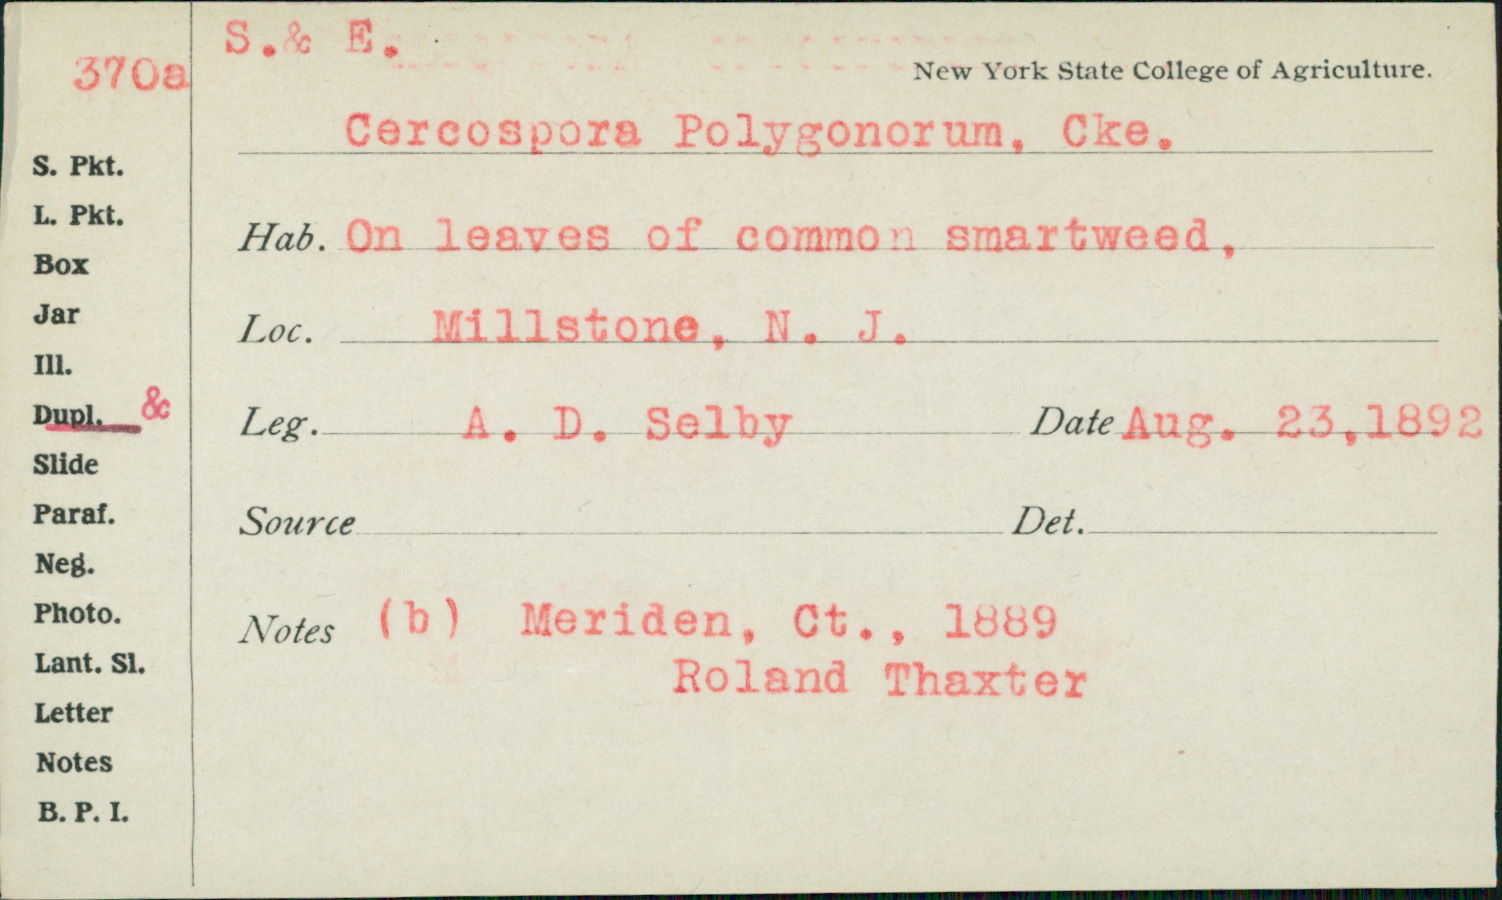 S.& E.
370a
New York State College of Agriculture.
Cercospora Polygonorum, Cke.
S. Pkt.
L. Pkt.
Hab. On leaves of common smartweed,
Box
Jar
Loc. Millstone, N. J.
Ill.
Dupl. &
Leg. A. D. Selby Date Aug. 23,1892
Slide
Paraf.
Source Det.
Neg.
Photo.
Notes (b) Meriden, Ct., 1889
Lant. Sl.
Roland Thaxter
Letter
Notes
B. P. I.